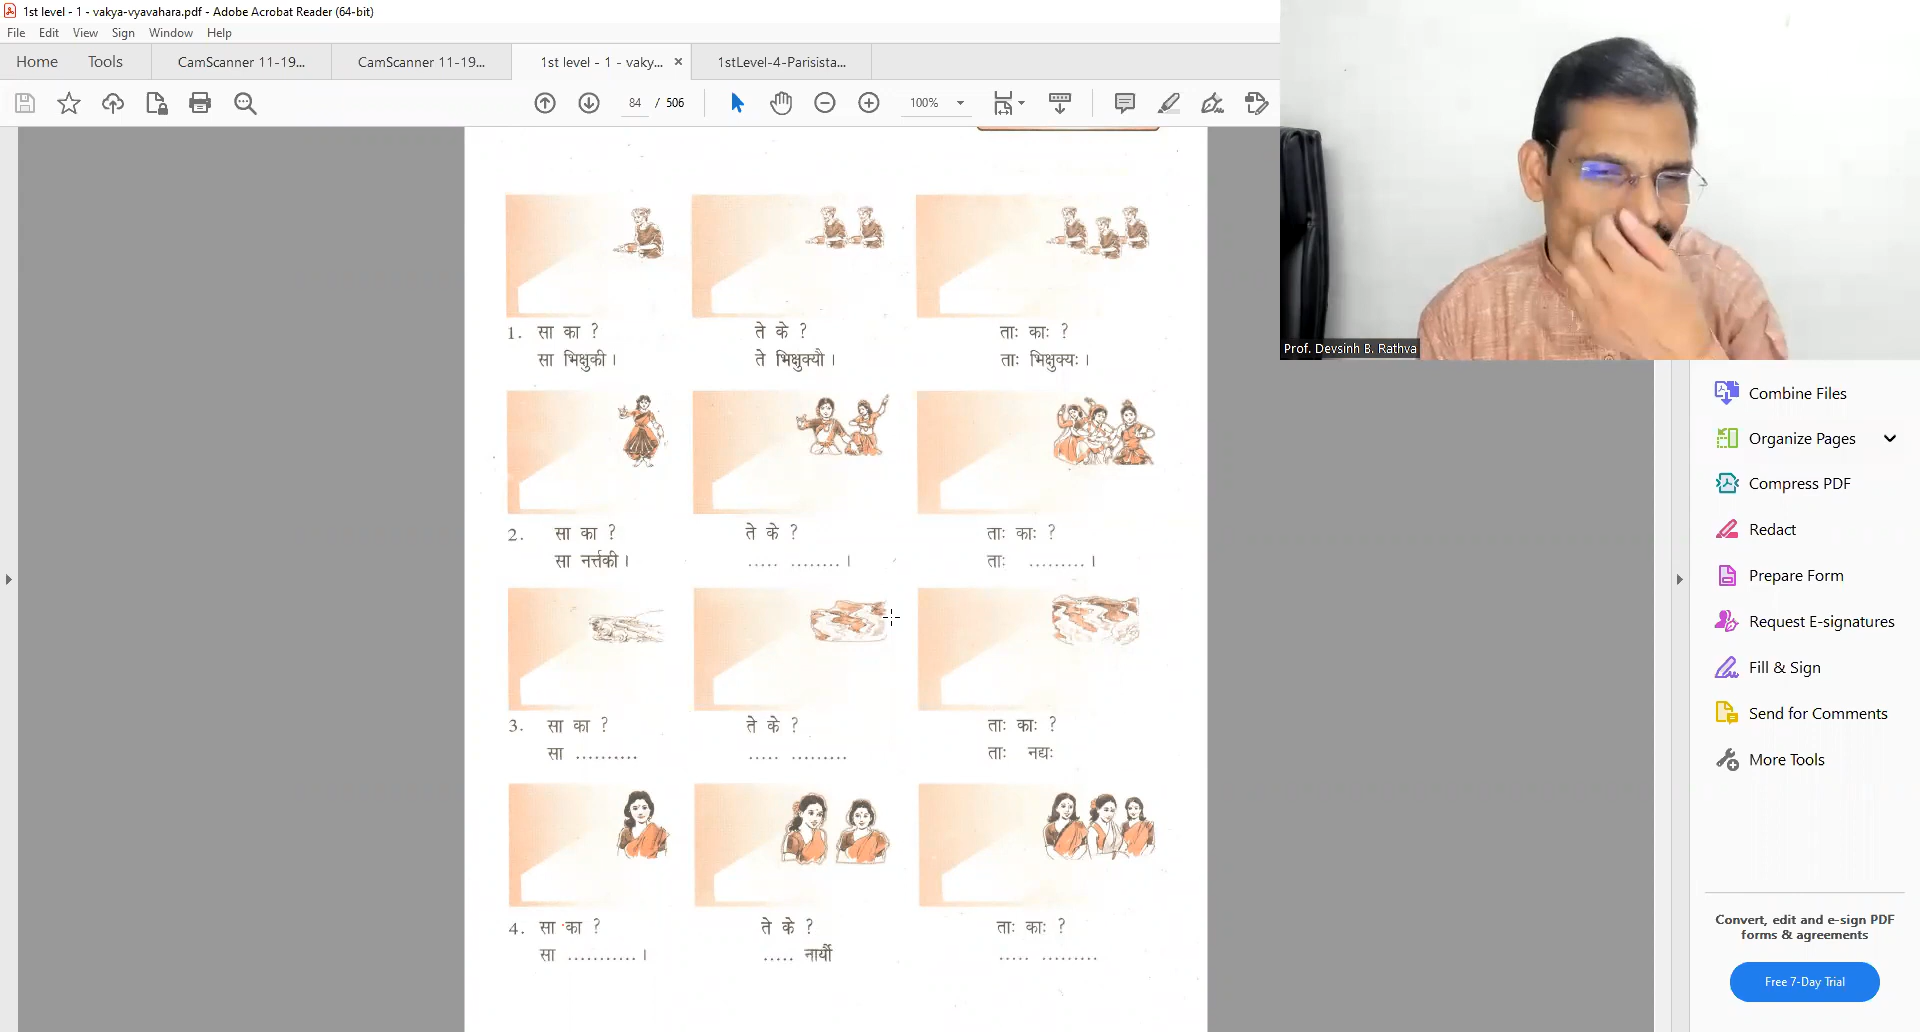 1st level - 1 - vakya-vyavahara.pdf - Adobe Acrobat Reader (64-bit)
File Edit View Sign Window Help
Home Tools CamScanner 11-19... CamScanner 11-19... 1st level - 1 - vaky... × 1stLevel-4-Parisista...
84 / 506 100%
1. सा का ? ते के ? ताः काः ?
सा भिक्षुकी । ते भिक्षुक्यौ । ताः भिक्षुक्यः ।
2. सा का ? ते के ? ताः काः ?
सा नर्त्तकी । ..... ........ । ताः ......... ।
3. सा का ? ते के ? ताः काः ?
सा .......... ..... ......... ताः नद्यः
4. सा का ? ते के ? ताः काः ?
सा ........... । ..... नार्यौ ..... .........
Prof. Devsinh B. Rathva
Combine Files
Organize Pages
Compress PDF
Redact
Prepare Form
Request E-signatures
Fill & Sign
Send for Comments
More Tools
Convert, edit and e-sign PDF
forms & agreements
Free 7-Day Trial